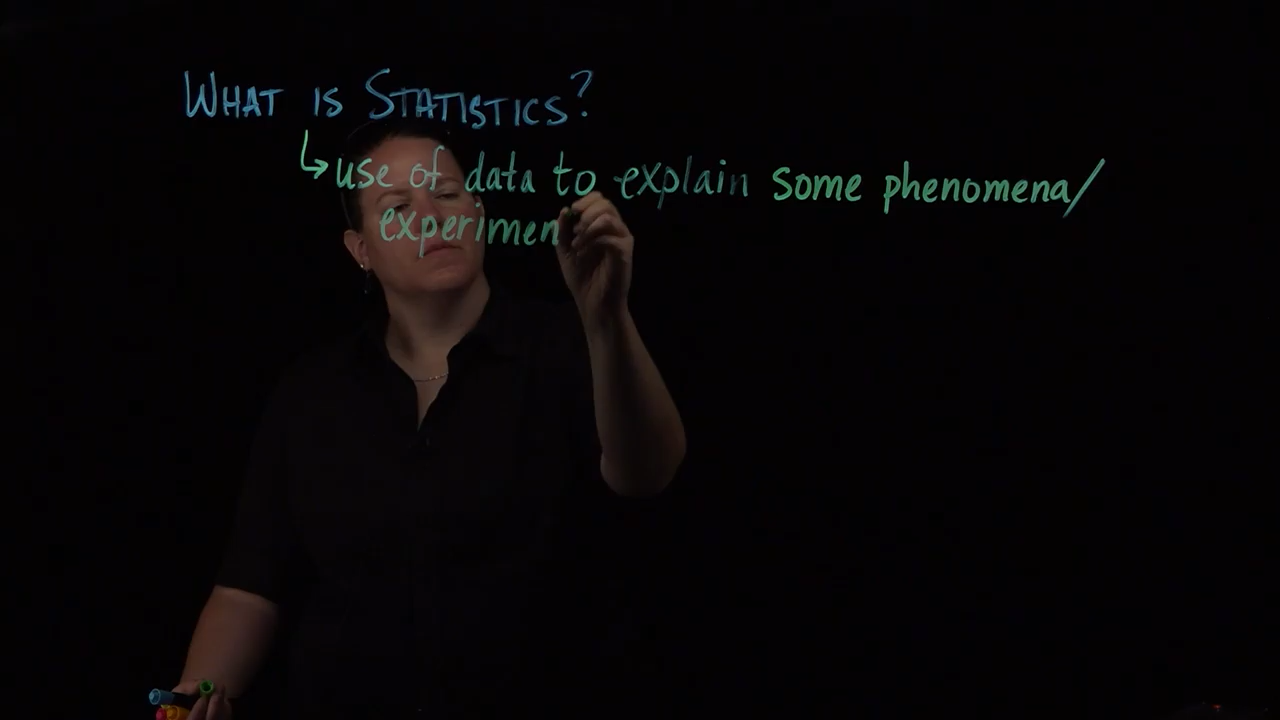 WHAT IS STATISTICS?
↳ use of data to explain some phenomena/
experimen